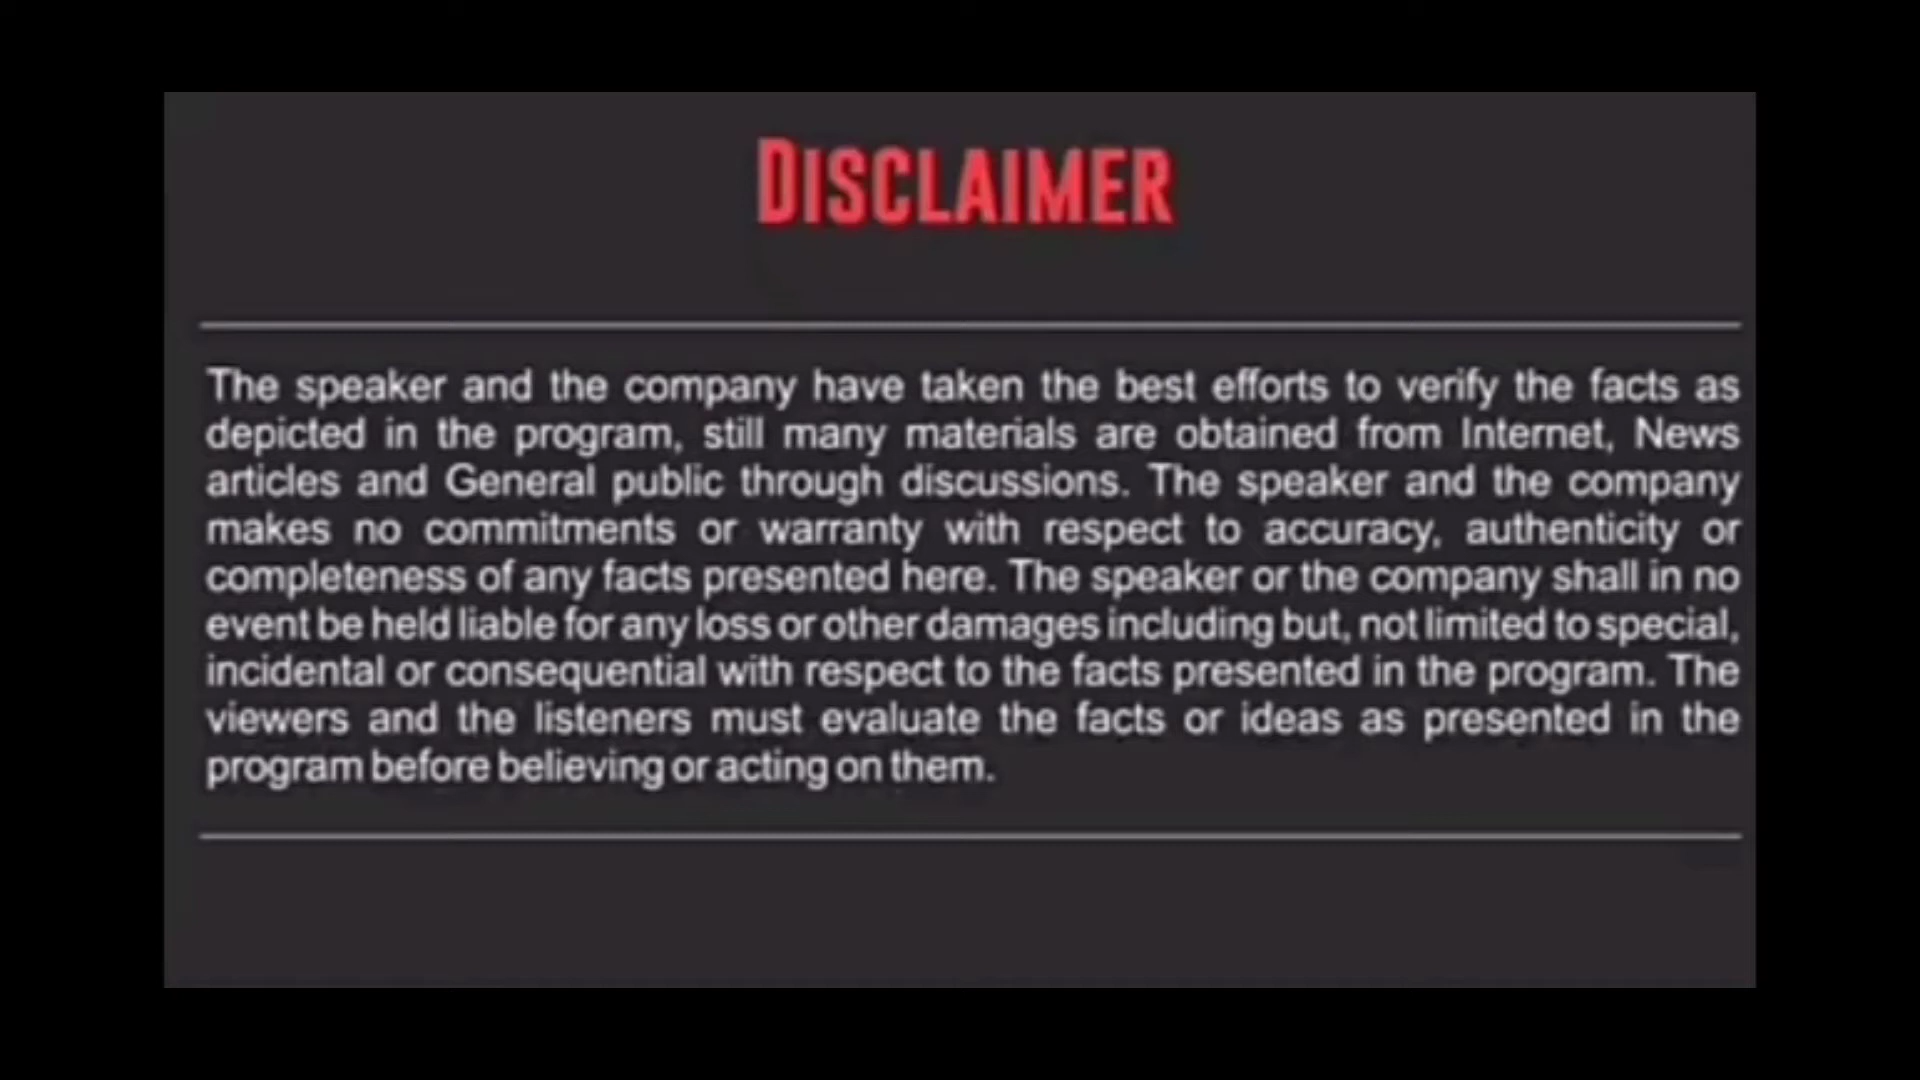 DISCLAIMER
The speaker and the company have taken the best efforts to verify the facts as
depicted in the program, still many materials are obtained from Internet, News
articles and General public through discussions. The speaker and the company
makes no commitments or warranty with respect to accuracy, authenticity or
completeness of any facts presented here. The speaker or the company shall in no
event be held liable for any loss or other damages including but, not limited to special,
incidental or consequential with respect to the facts presented in the program. The
viewers and the listeners must evaluate the facts or ideas as presented in the
program before believing or acting on them.